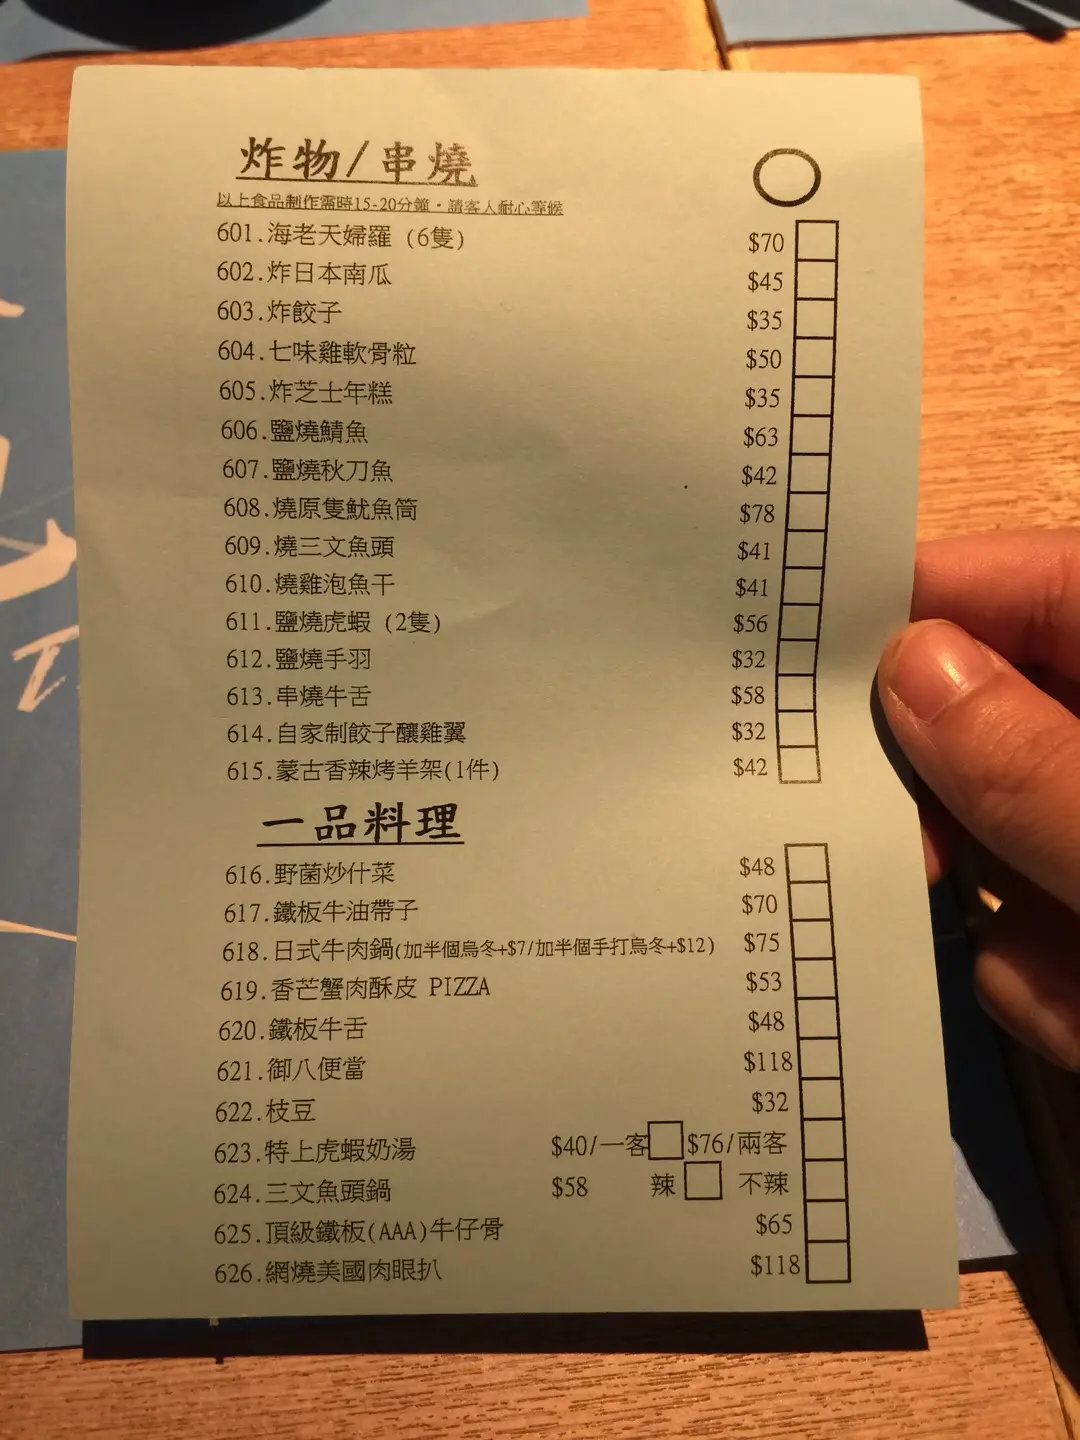 炸物/串燒
以上食品制作需時15-20分鐘・請客人耐心等候
601.海老天婦羅 (6隻) $70
602.炸日本南瓜 $45
603.炸餃子 $35
604.七味雞軟骨粒 $50
605.炸芝士年糕 $35
606.鹽燒鯖魚 $63
607.鹽燒秋刀魚 $42
608.燒原隻魷魚筒 $78
609.燒三文魚頭 $41
610.燒雞泡魚干 $41
611.鹽燒虎蝦 (2隻) $56
612.鹽燒手羽 $32
613.串燒牛舌 $58
614.自家制餃子釀雞翼 $32
615.蒙古香辣烤羊架(1件) $42
一品料理
616.野菌炒什菜 $48
617.鐵板牛油帶子 $70
618.日式牛肉鍋(加半個烏冬+$7/加半個手打烏冬+$12) $75
619.香芒蟹肉酥皮 PIZZA $53
620.鐵板牛舌 $48
621.御八便當 $118
622.枝豆 $32
623.特上虎蝦奶湯 $40/一客 $76/兩客
624.三文魚頭鍋 $58 辣 不辣
625.頂級鐵板(AAA)牛仔骨 $65
626.網燒美國肉眼扒 $118